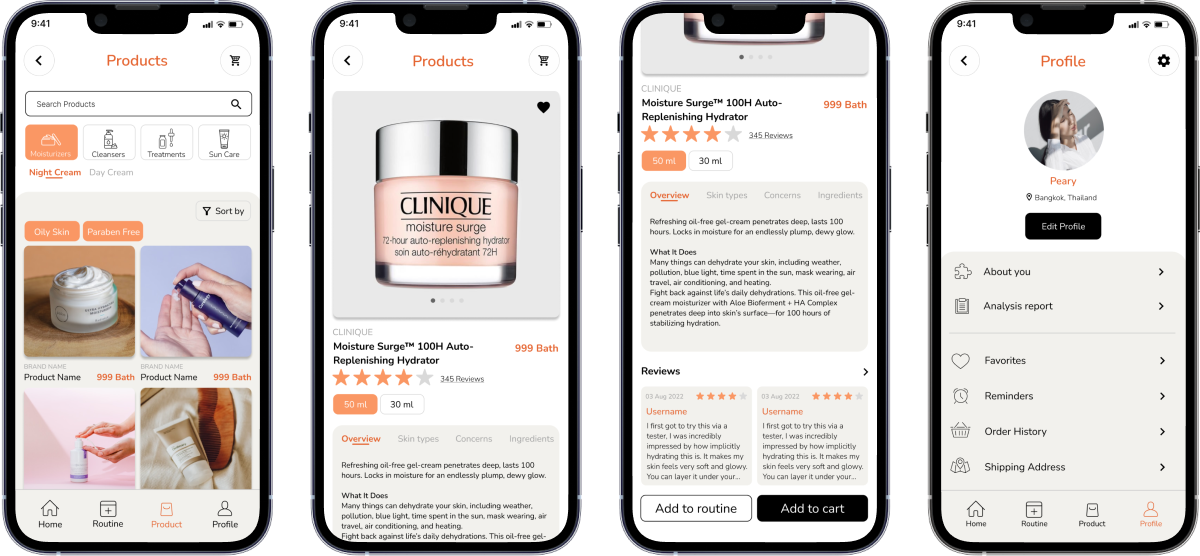 9:41
Products
Search Products
Moisturizers
Cleansers
Treatments
Sun Care
Night Cream
Day Cream
Sort by
Oily Skin
Paraben Free
BRAND NAME
Product Name
999 Bath
BRAND NAME
Product Name
999 Bath
Home
Routine
Product
Profile
9:41
Products
CLINIQUE
moisture surge
72-hour auto-replenishing hydrator
soin auto-réhydratant 72H
CLINIQUE
Moisture Surge™ 100H Auto-
Replenishing Hydrator
999 Bath
345 Reviews
50 ml
30 ml
Overview
Skin types
Concerns
Ingredients
Refreshing oil-free gel-cream penetrates deep, lasts 100
hours. Locks in moisture for an endlessly plump, dewy glow.
What It Does
Many things can dehydrate your skin, including weather,
pollution, blue light, time spent in the sun, mask wearing, air
travel, air conditioning, and heating.
Fight back against life's daily dehydrations. This oil-free gel-
CLINIQUE
Moisture Surge™ 100H Auto-
Replenishing Hydrator
999 Bath
345 Reviews
50 ml
30 ml
Overview
Skin types
Concerns
Ingredients
Refreshing oil-free gel-cream penetrates deep, lasts 100
hours. Locks in moisture for an endlessly plump, dewy glow.
What It Does
Many things can dehydrate your skin, including weather,
pollution, blue light, time spent in the sun, mask wearing, air
travel, air conditioning, and heating.
Fight back against life's daily dehydrations. This oil-free gel-
cream moisturizer with Aloe Bioferment + HA Complex
penetrates deep into skin's surface—for 100 hours of
stabilizing hydration.
Reviews
03 Aug 2022
Username
I first got to try this via a
tester, I was incredibly
impressed by how implicitly
hydrating this is. It makes my
skin feels very soft and glowy.
You can layer it under your...
03 Aug 2022
Username
I first got to try this via a
tester, I was incredibly
impressed by how implicitly
hydrating this is. It makes my
skin feels very soft and glowy.
You can layer it under your...
Add to routine
Add to cart
9:41
Profile
Peary
Bangkok, Thailand
Edit Profile
About you
Analysis report
Favorites
Reminders
Order History
Shipping Address
Home
Routine
Product
Profile